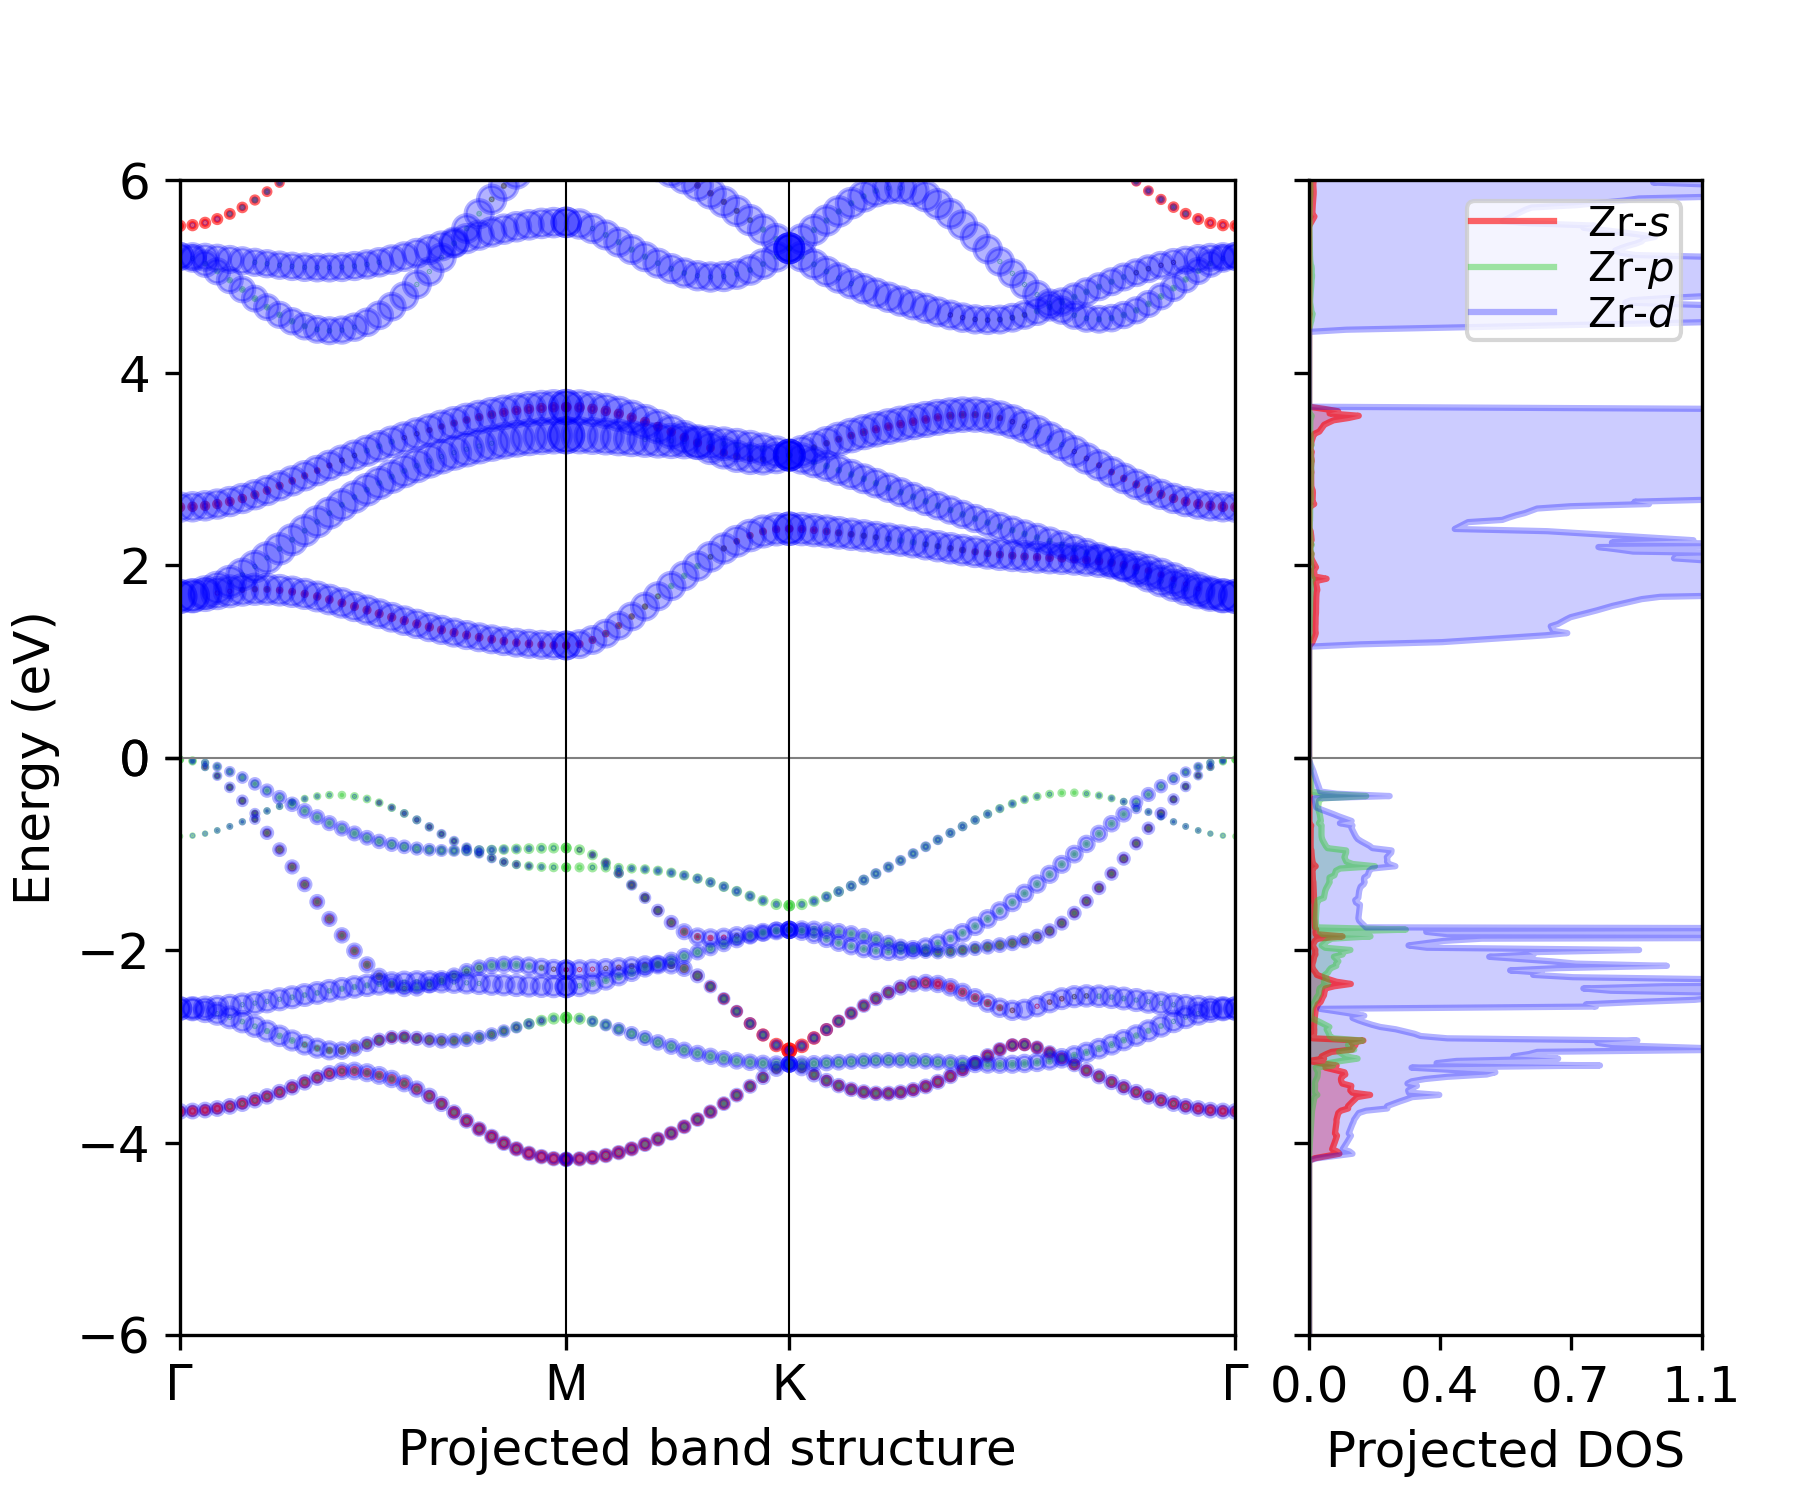 Energy (eV)
6
4
2
0
−2
−4
−6
Γ M K Γ
Projected band structure
Zr-s
Zr-p
Zr-d
0.0 0.4 0.7 1.1
Projected DOS